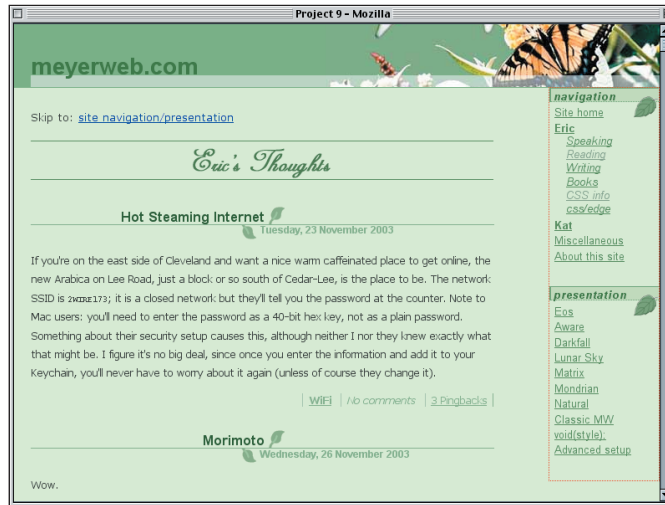 Project 9 – Mozilla
meyerweb.com
Skip to: site navigation/presentation
Eric's Thoughts
Hot Steaming Internet
Tuesday, 23 November 2003
If you're on the east side of Cleveland and want a nice warm caffeinated place to get online, the
new Arabica on Lee Road, just a block or so south of Cedar-Lee, is the place to be. The network
SSID is 2WIRE173; it is a closed network but they'll tell you the password at the counter. Note to
Mac users: you'll need to enter the password as a 40-bit hex key, not as a plain password.
Something about their security setup causes this, although neither I nor they knew exactly what
that might be. I figure it's no big deal, since once you enter the information and add it to your
Keychain, you'll never have to worry about it again (unless of course they change it).
WiFi | No comments | 3 Pingbacks
Morimoto
Wednesday, 26 November 2003
Wow.
navigation
Site home
Eric
Speaking
Reading
Writing
Books
CSS info
css/edge
Kat
Miscellaneous
About this site
presentation
Eos
Aware
Darkfall
Lunar Sky
Matrix
Mondrian
Natural
Classic MW
void(style);
Advanced setup